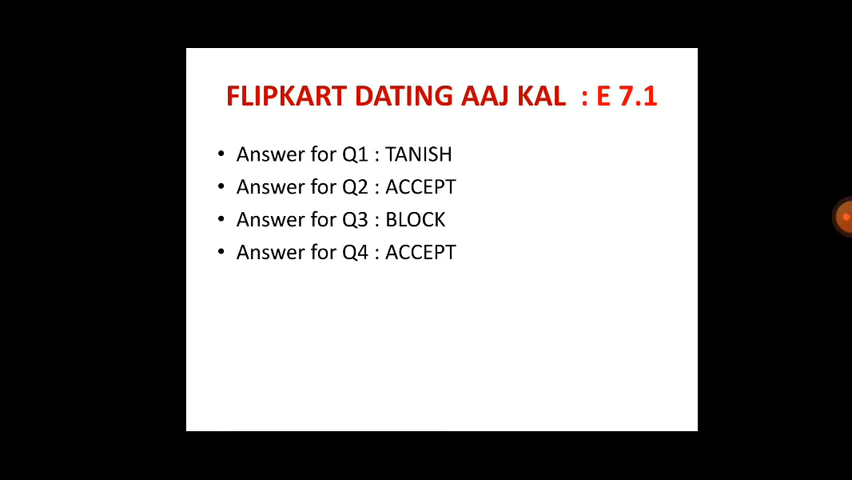 FLIPKART DATING AAJ KAL : E 7.1
• Answer for Q1 : TANISH
• Answer for Q2 : ACCEPT
• Answer for Q3 : BLOCK
• Answer for Q4 : ACCEPT